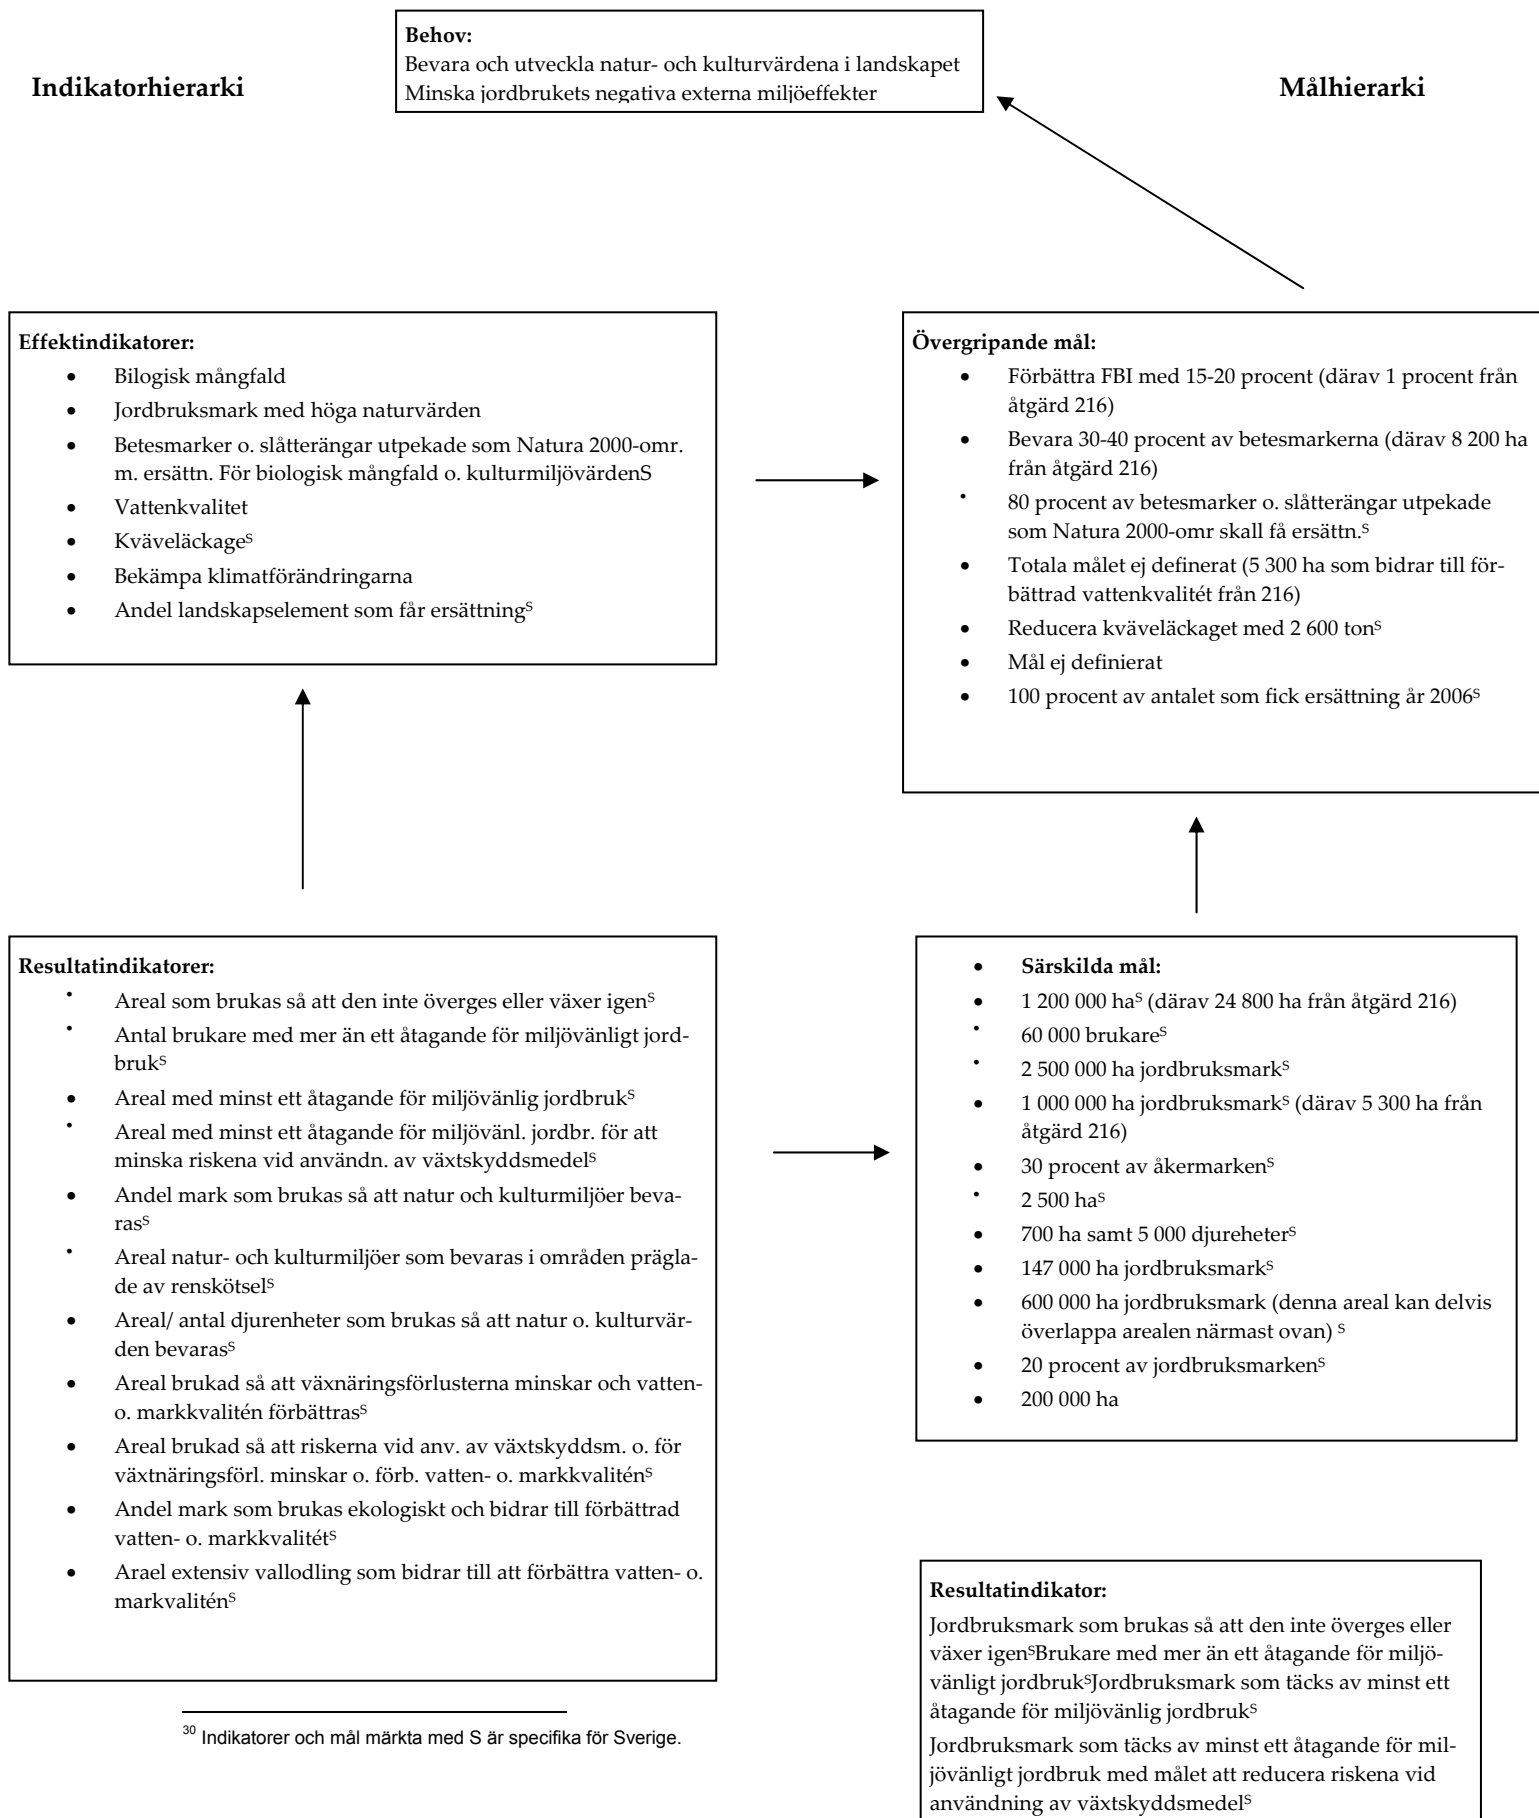 Behov:
Bevara och utveckla natur- och kulturvärdena i landskapet
Minska jordbrukets negativa externa miljöeffekter
Indikatorhierarki
Målhierarki
Effektindikatorer:
• Bilogisk mångfald
• Jordbruksmark med höga naturvärden
• Betesmarker o. slåtterängar utpekade som Natura 2000-omr.
m. ersättn. För biologisk mångfald o. kulturmiljövärdenS
• Vattenkvalitet
• Kväveläckageˢ
• Bekämpa klimatförändringarna
• Andel landskapselement som får ersättningˢ
Övergripande mål:
• Förbättra FBI med 15-20 procent (därav 1 procent från
åtgärd 216)
• Bevara 30-40 procent av betesmarkerna (därav 8 200 ha
från åtgärd 216)
• 80 procent av betesmarker o. slåtterängar utpekade
som Natura 2000-omr skall få ersättn.ˢ
• Totala målet ej definerat (5 300 ha som bidrar till för-
bättrad vattenkvalitét från 216)
• Reducera kväveläckaget med 2 600 tonˢ
• Mål ej definierat
• 100 procent av antalet som fick ersättning år 2006ˢ
Resultatindikatorer:
• Areal som brukas så att den inte överges eller växer igenˢ
• Antal brukare med mer än ett åtagande för miljövänligt jord-
brukˢ
• Areal med minst ett åtagande för miljövänlig jordbrukˢ
• Areal med minst ett åtagande för miljövänl. jordbr. för att
minska riskena vid användn. av växtskyddsmedelˢ
• Andel mark som brukas så att natur och kulturmiljöer beva-
rasˢ
• Areal natur- och kulturmiljöer som bevaras i områden prägla-
de av renskötselˢ
• Areal/ antal djurenheter som brukas så att natur o. kulturvär-
den bevarasˢ
• Areal brukad så att växnäringsförlusterna minskar och vatten-
o. markkvalitén förbättrasˢ
• Areal brukad så att riskerna vid anv. av växtskyddsm. o. för
växtnäringsförl. minskar o. förb. vatten- o. markkvaliténˢ
• Andel mark som brukas ekologiskt och bidrar till förbättrad
vatten- o. markkvalitétˢ
• Arael extensiv vallodling som bidrar till att förbättra vatten- o.
markvaliténˢ
• Särskilda mål:
• 1 200 000 haˢ (därav 24 800 ha från åtgärd 216)
• 60 000 brukareˢ
• 2 500 000 ha jordbruksmarkˢ
• 1 000 000 ha jordbruksmarkˢ (därav 5 300 ha från
åtgärd 216)
• 30 procent av åkermarkenˢ
• 2 500 haˢ
• 700 ha samt 5 000 djureheterˢ
• 147 000 ha jordbruksmarkˢ
• 600 000 ha jordbruksmark (denna areal kan delvis
överlappa arealen närmast ovan) ˢ
• 20 procent av jordbruksmarkenˢ
• 200 000 ha
Resultatindikator:
Jordbruksmark som brukas så att den inte överges eller
växer igenˢBrukare med mer än ett åtagande för miljö-
vänligt jordbrukˢJordbruksmark som täcks av minst ett
åtagande för miljövänlig jordbrukˢ
Jordbruksmark som täcks av minst ett åtagande för mil-
jövänligt jordbruk med målet att reducera riskena vid
användning av växtskyddsmedelˢ
³⁰ Indikatorer och mål märkta med S är specifika för Sverige.